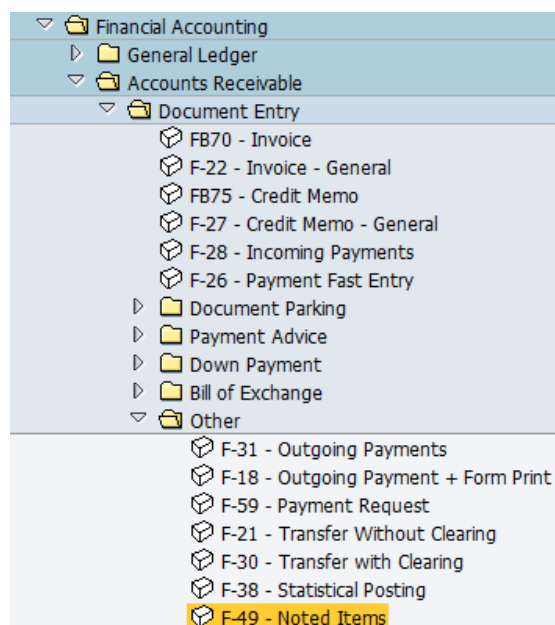 Financial Accounting
General Ledger
Accounts Receivable
Document Entry
FB70 - Invoice
F-22 - Invoice - General
FB75 - Credit Memo
F-27 - Credit Memo - General
F-28 - Incoming Payments
F-26 - Payment Fast Entry
Document Parking
Payment Advice
Down Payment
Bill of Exchange
Other
F-31 - Outgoing Payments
F-18 - Outgoing Payment + Form Print
F-59 - Payment Request
F-21 - Transfer Without Clearing
F-30 - Transfer with Clearing
F-38 - Statistical Posting
F-49 - Noted Items